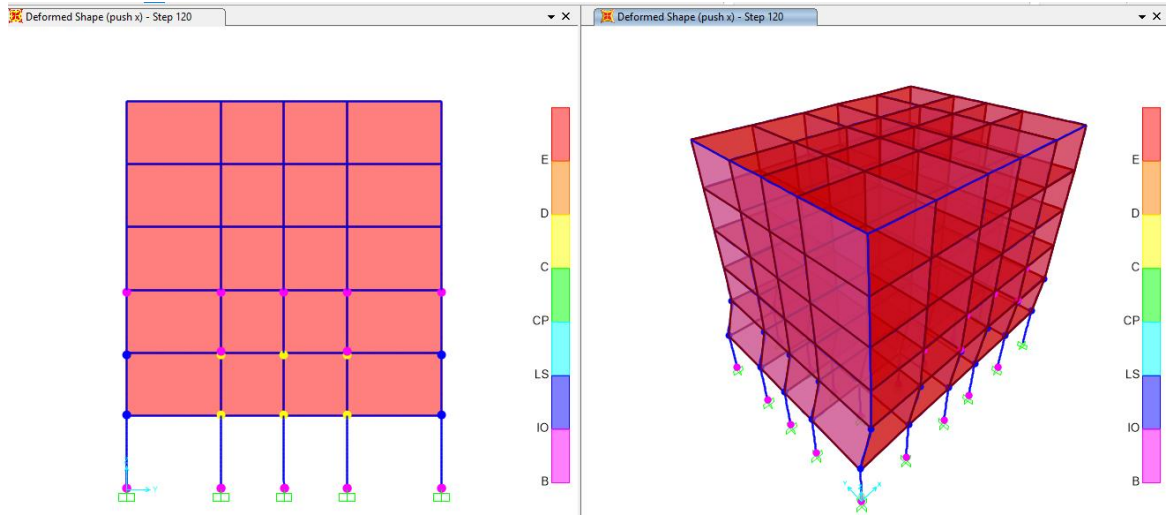 Deformed Shape (push x) - Step 120
E
D
C
CP
LS
IO
B
Y
Deformed Shape (push x) - Step 120
E
D
C
CP
LS
IO
B
Y
X